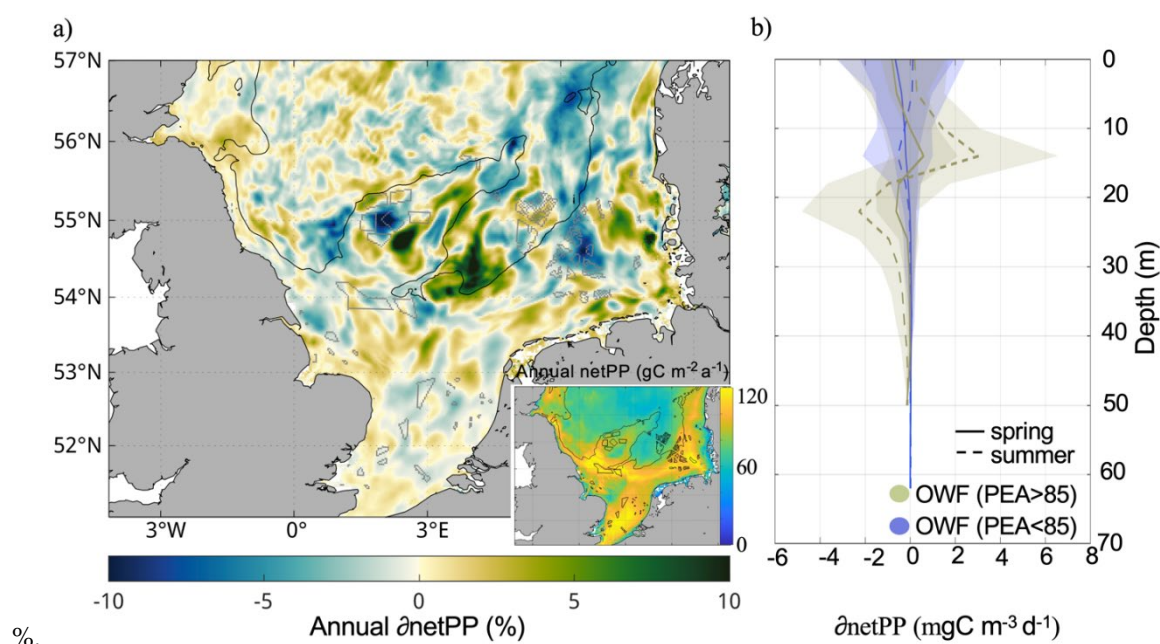 a)
b)
57°N
56°N
55°N
54°N
53°N
52°N
3°W
0°
3°E
Annual netPP (gC m⁻² a⁻¹)
120
60
0
-10
-5
0
5
10
Annual ∂netPP (%)
%.
0
10
20
30
40
50
60
70
Depth (m)
spring
summer
OWF (PEA>85)
OWF (PEA<85)
-6
-4
-2
0
2
4
6
8
∂netPP (mgC m⁻³ d⁻¹)